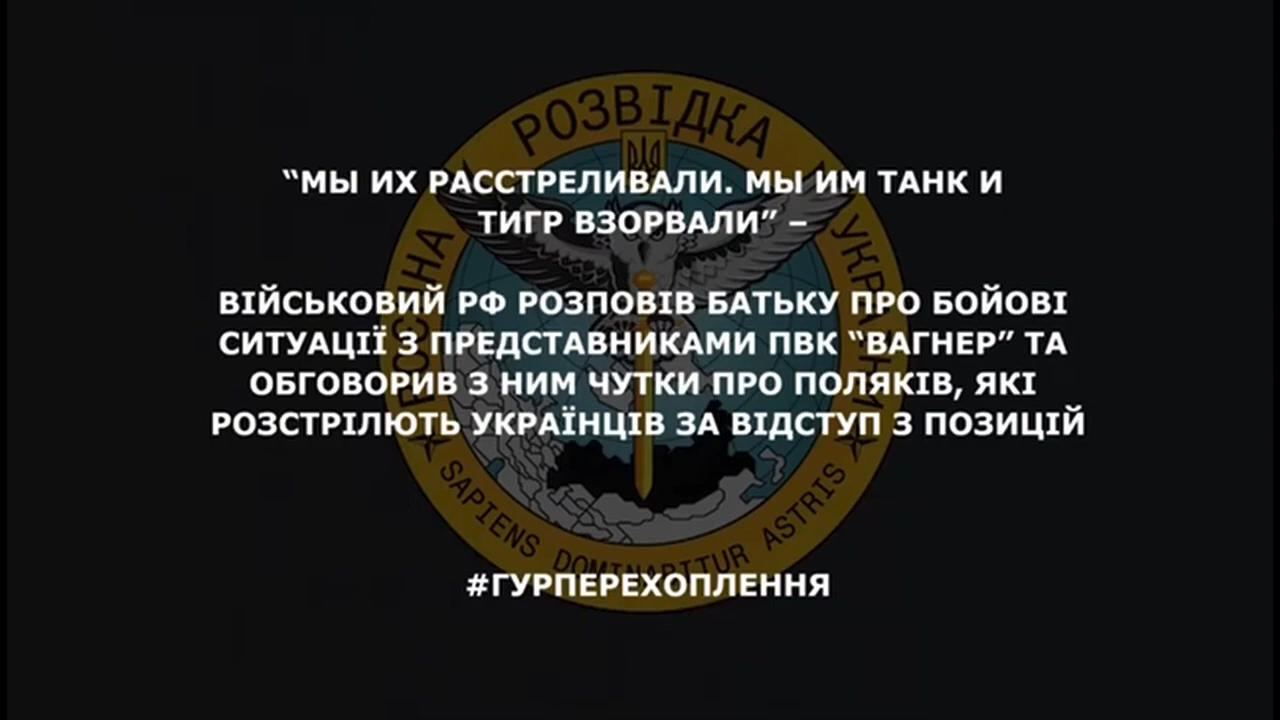 РОЗВІДКА
“МЫ ИХ РАССТРЕЛИВАЛИ. МЫ ИМ ТАНК И
ТИГР ВЗОРВАЛИ” –
ВІЙСЬКОВИЙ РФ РОЗПОВІВ БАТЬКУ ПРО БОЙОВІ
СИТУАЦІЇ З ПРЕДСТАВНИКАМИ ПВК “ВАГНЕР” ТА
ОБГОВОРИВ З НИМ ЧУТКИ ПРО ПОЛЯКІВ, ЯКІ
РОЗСТРІЛЮТЬ УКРАЇНЦІВ ЗА ВІДСТУП З ПОЗИЦІЙ
SAPIENS DOMINABITUR ASTRIS
#ГУРПЕРЕХОПЛЕННЯ